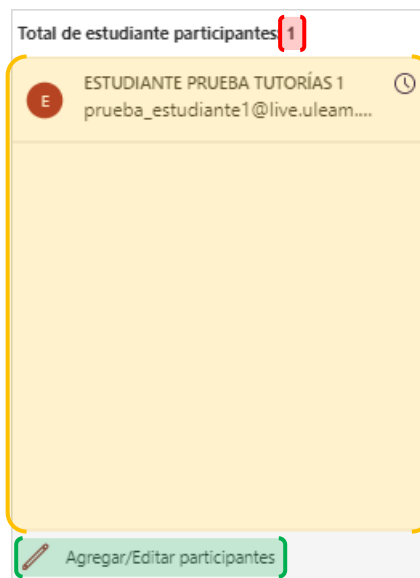 Total de estudiante participantes 1
E
ESTUDIANTE PRUEBA TUTORÍAS 1
prueba_estudiante1@live.uleam....
Agregar/Editar participantes